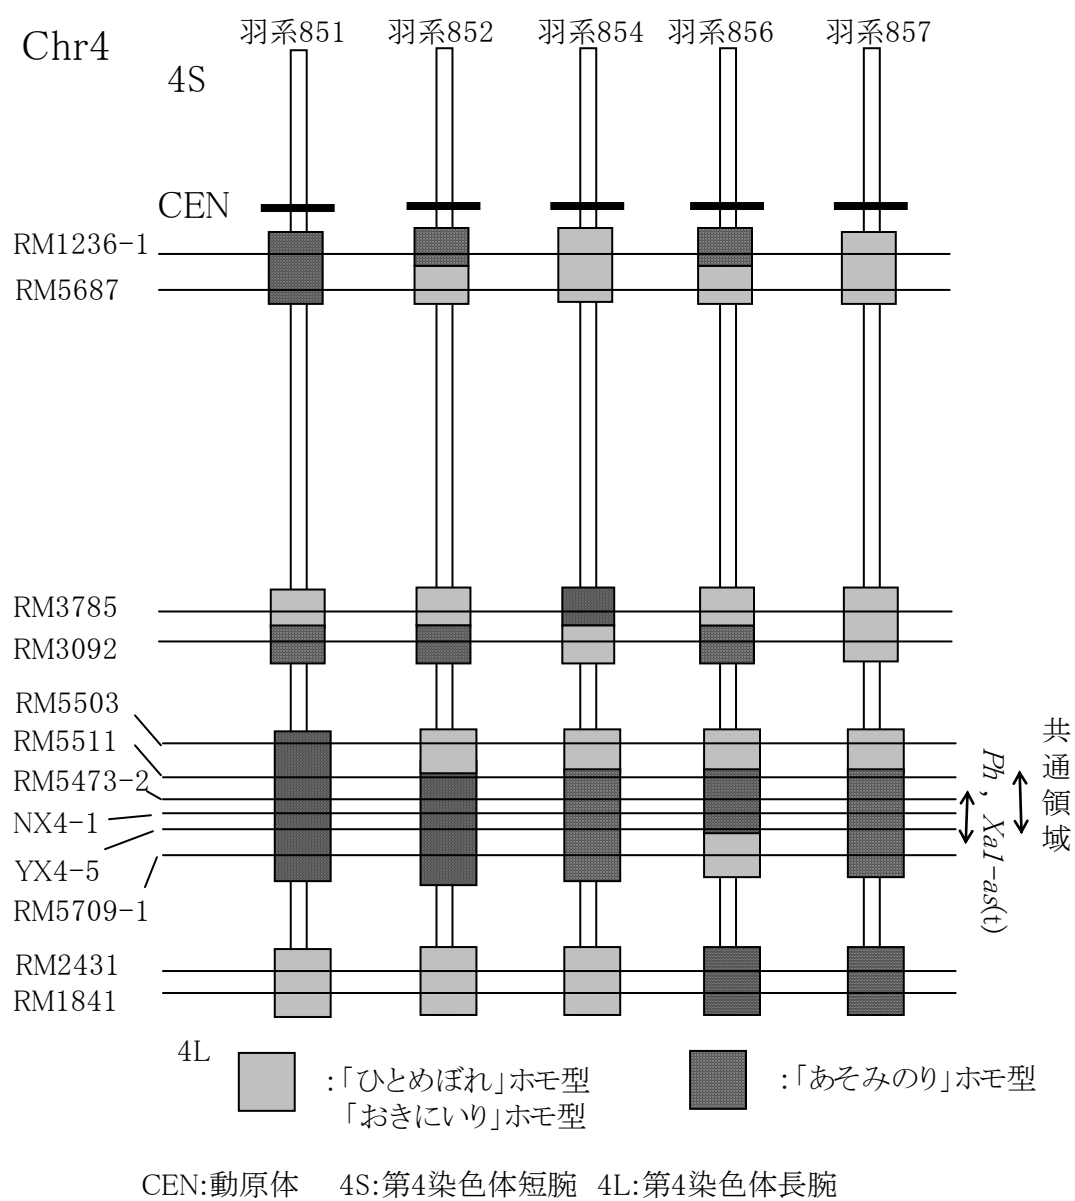 Chr4
羽系851 羽系852 羽系854 羽系856 羽系857
4S
CEN
RM1236-1
RM5687
RM3785
RM3092
RM5503
RM5511
RM5473-2
NX4-1
YX4-5
RM5709-1
RM2431
RM1841
Ph, Xa1-as(t)
共通領域
4L
:「ひとめぼれ」ホモ型
「おきにいり」ホモ型
:「あそみのり」ホモ型
CEN:動原体 4S:第4染色体短腕 4L:第4染色体長腕